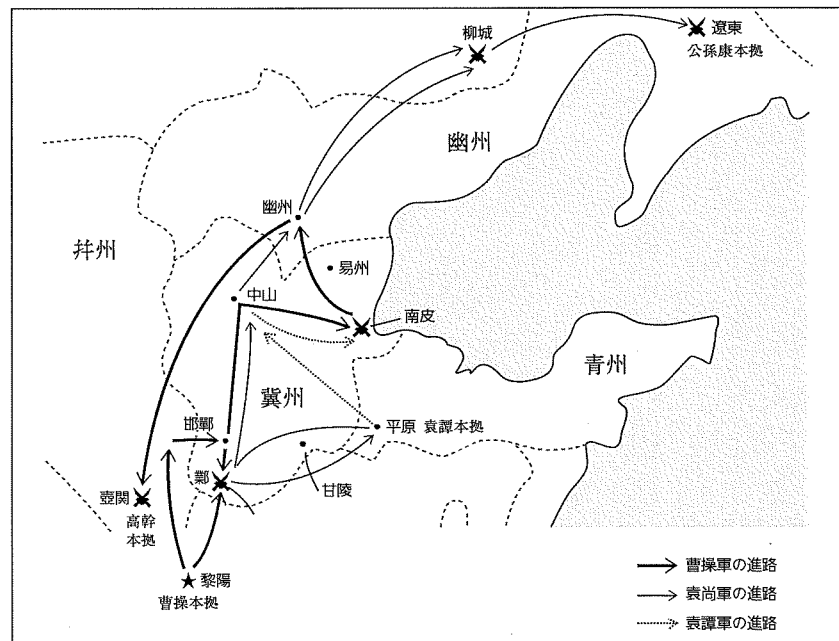 柳城
遼東
公孫康本拠
幽州
幽州
幷州
易州
中山
南皮
青州
冀州
邯鄲
平原 袁譚本拠
鄴
甘陵
壺関
高幹
本拠
黎陽
曹操本拠
曹操軍の進路
袁尚軍の進路
袁譚軍の進路